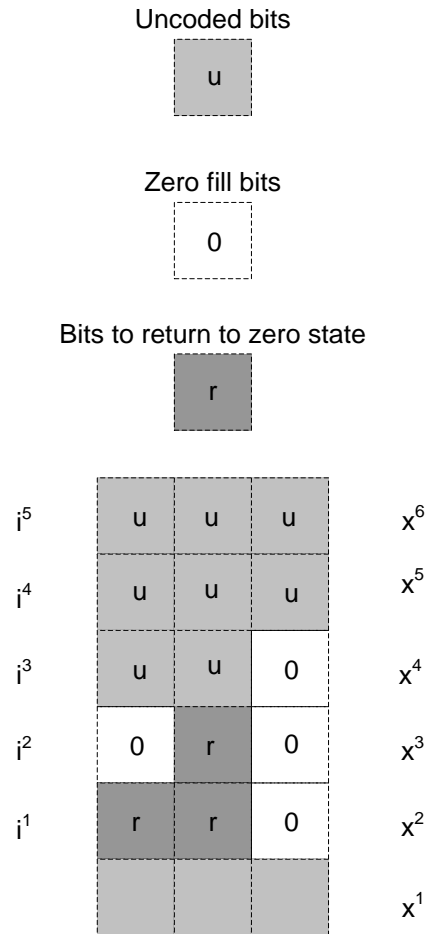 Uncoded bits
u
Zero fill bits
0
Bits to return to zero state
r
i⁵ u u u x⁶
i⁴ u u u x⁵
i³ u u 0 x⁴
i² 0 r 0 x³
i¹ r r 0 x²
x¹